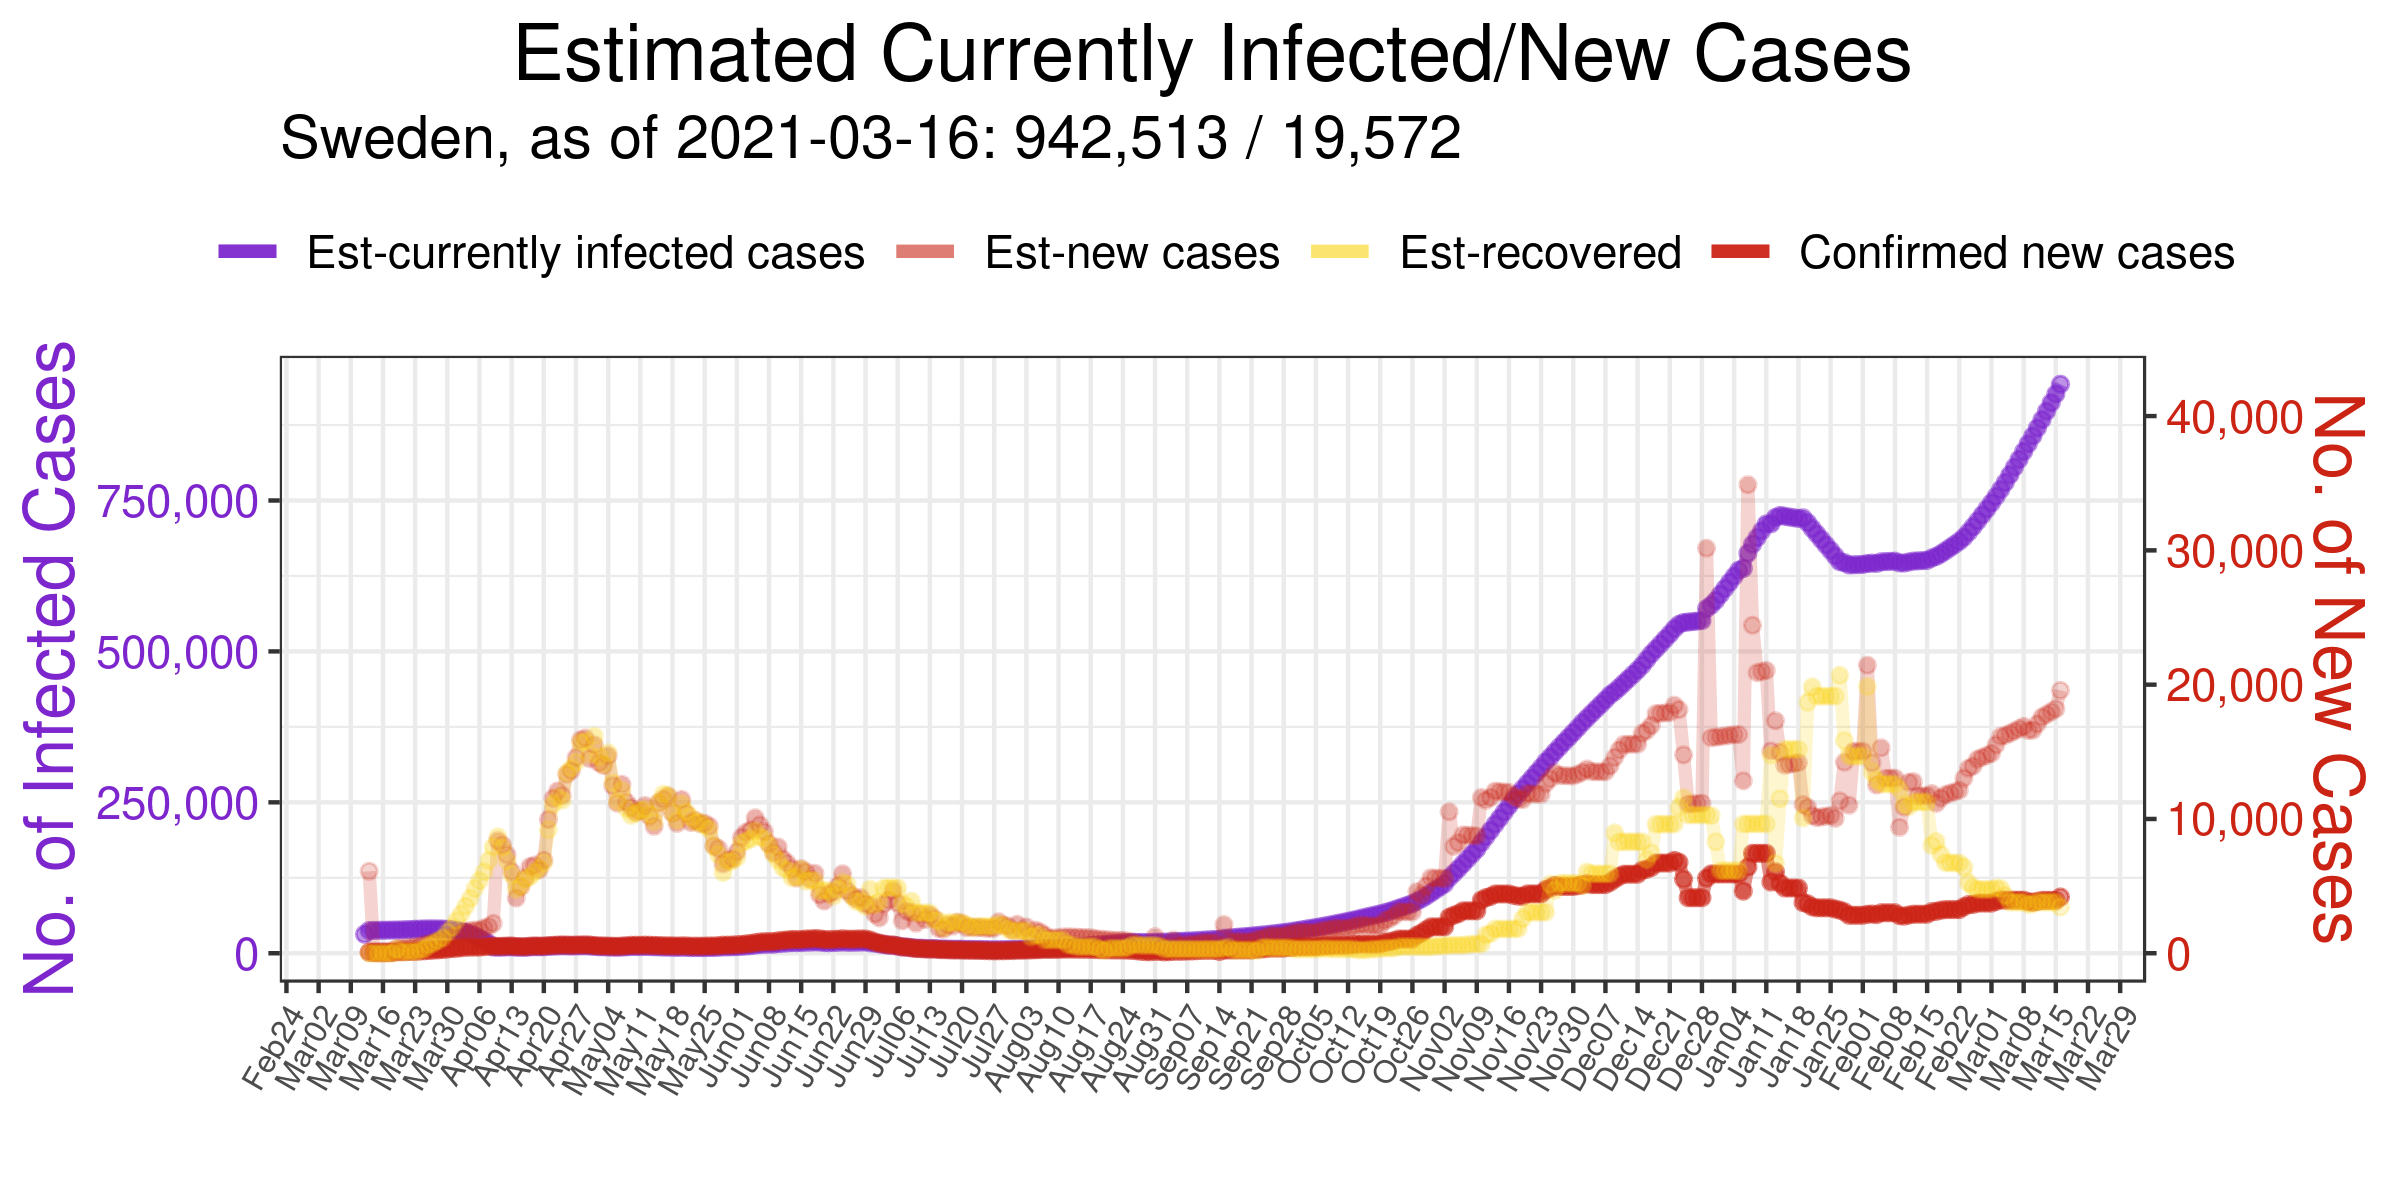 Estimated Currently Infected/New Cases
Sweden, as of 2021-03-16: 942,513 / 19,572
Est-currently infected cases Est-new cases Est-recovered Confirmed new cases
No. of Infected Cases
750,000
500,000
250,000
0
40,000
30,000
20,000
10,000
0
No. of New Cases
Feb24 Mar02 Mar09 Mar16 Mar23 Mar30 Apr06 Apr13 Apr20 Apr27 May04 May11 May18 May25 Jun01 Jun08 Jun15 Jun22 Jun29 Jul06 Jul13 Jul20 Jul27 Aug03 Aug10 Aug17 Aug24 Aug31 Sep07 Sep14 Sep21 Sep28 Oct05 Oct12 Oct19 Oct26 Nov02 Nov09 Nov16 Nov23 Nov30 Dec07 Dec14 Dec21 Dec28 Jan04 Jan11 Jan18 Jan25 Feb01 Feb08 Feb15 Feb22 Mar01 Mar08 Mar15 Mar22 Mar29